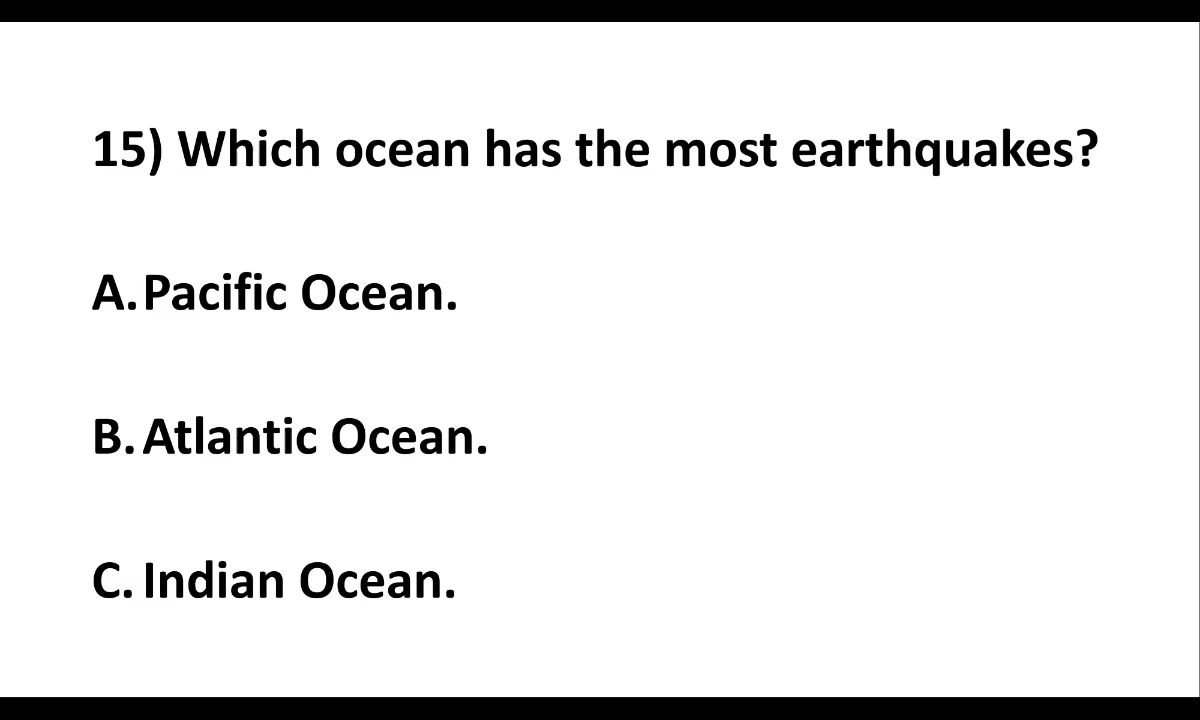 15) Which ocean has the most earthquakes?
A. Pacific Ocean.
B. Atlantic Ocean.
C. Indian Ocean.